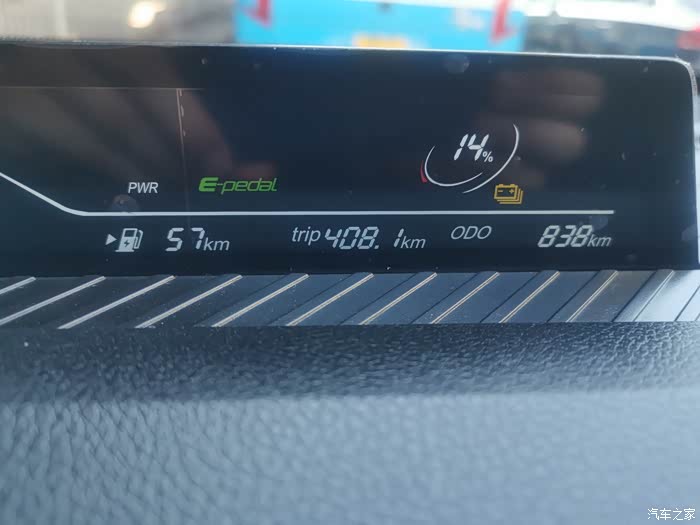 14%
PWR E-pedal
57km trip 408.1km ODO 838km
汽车之家